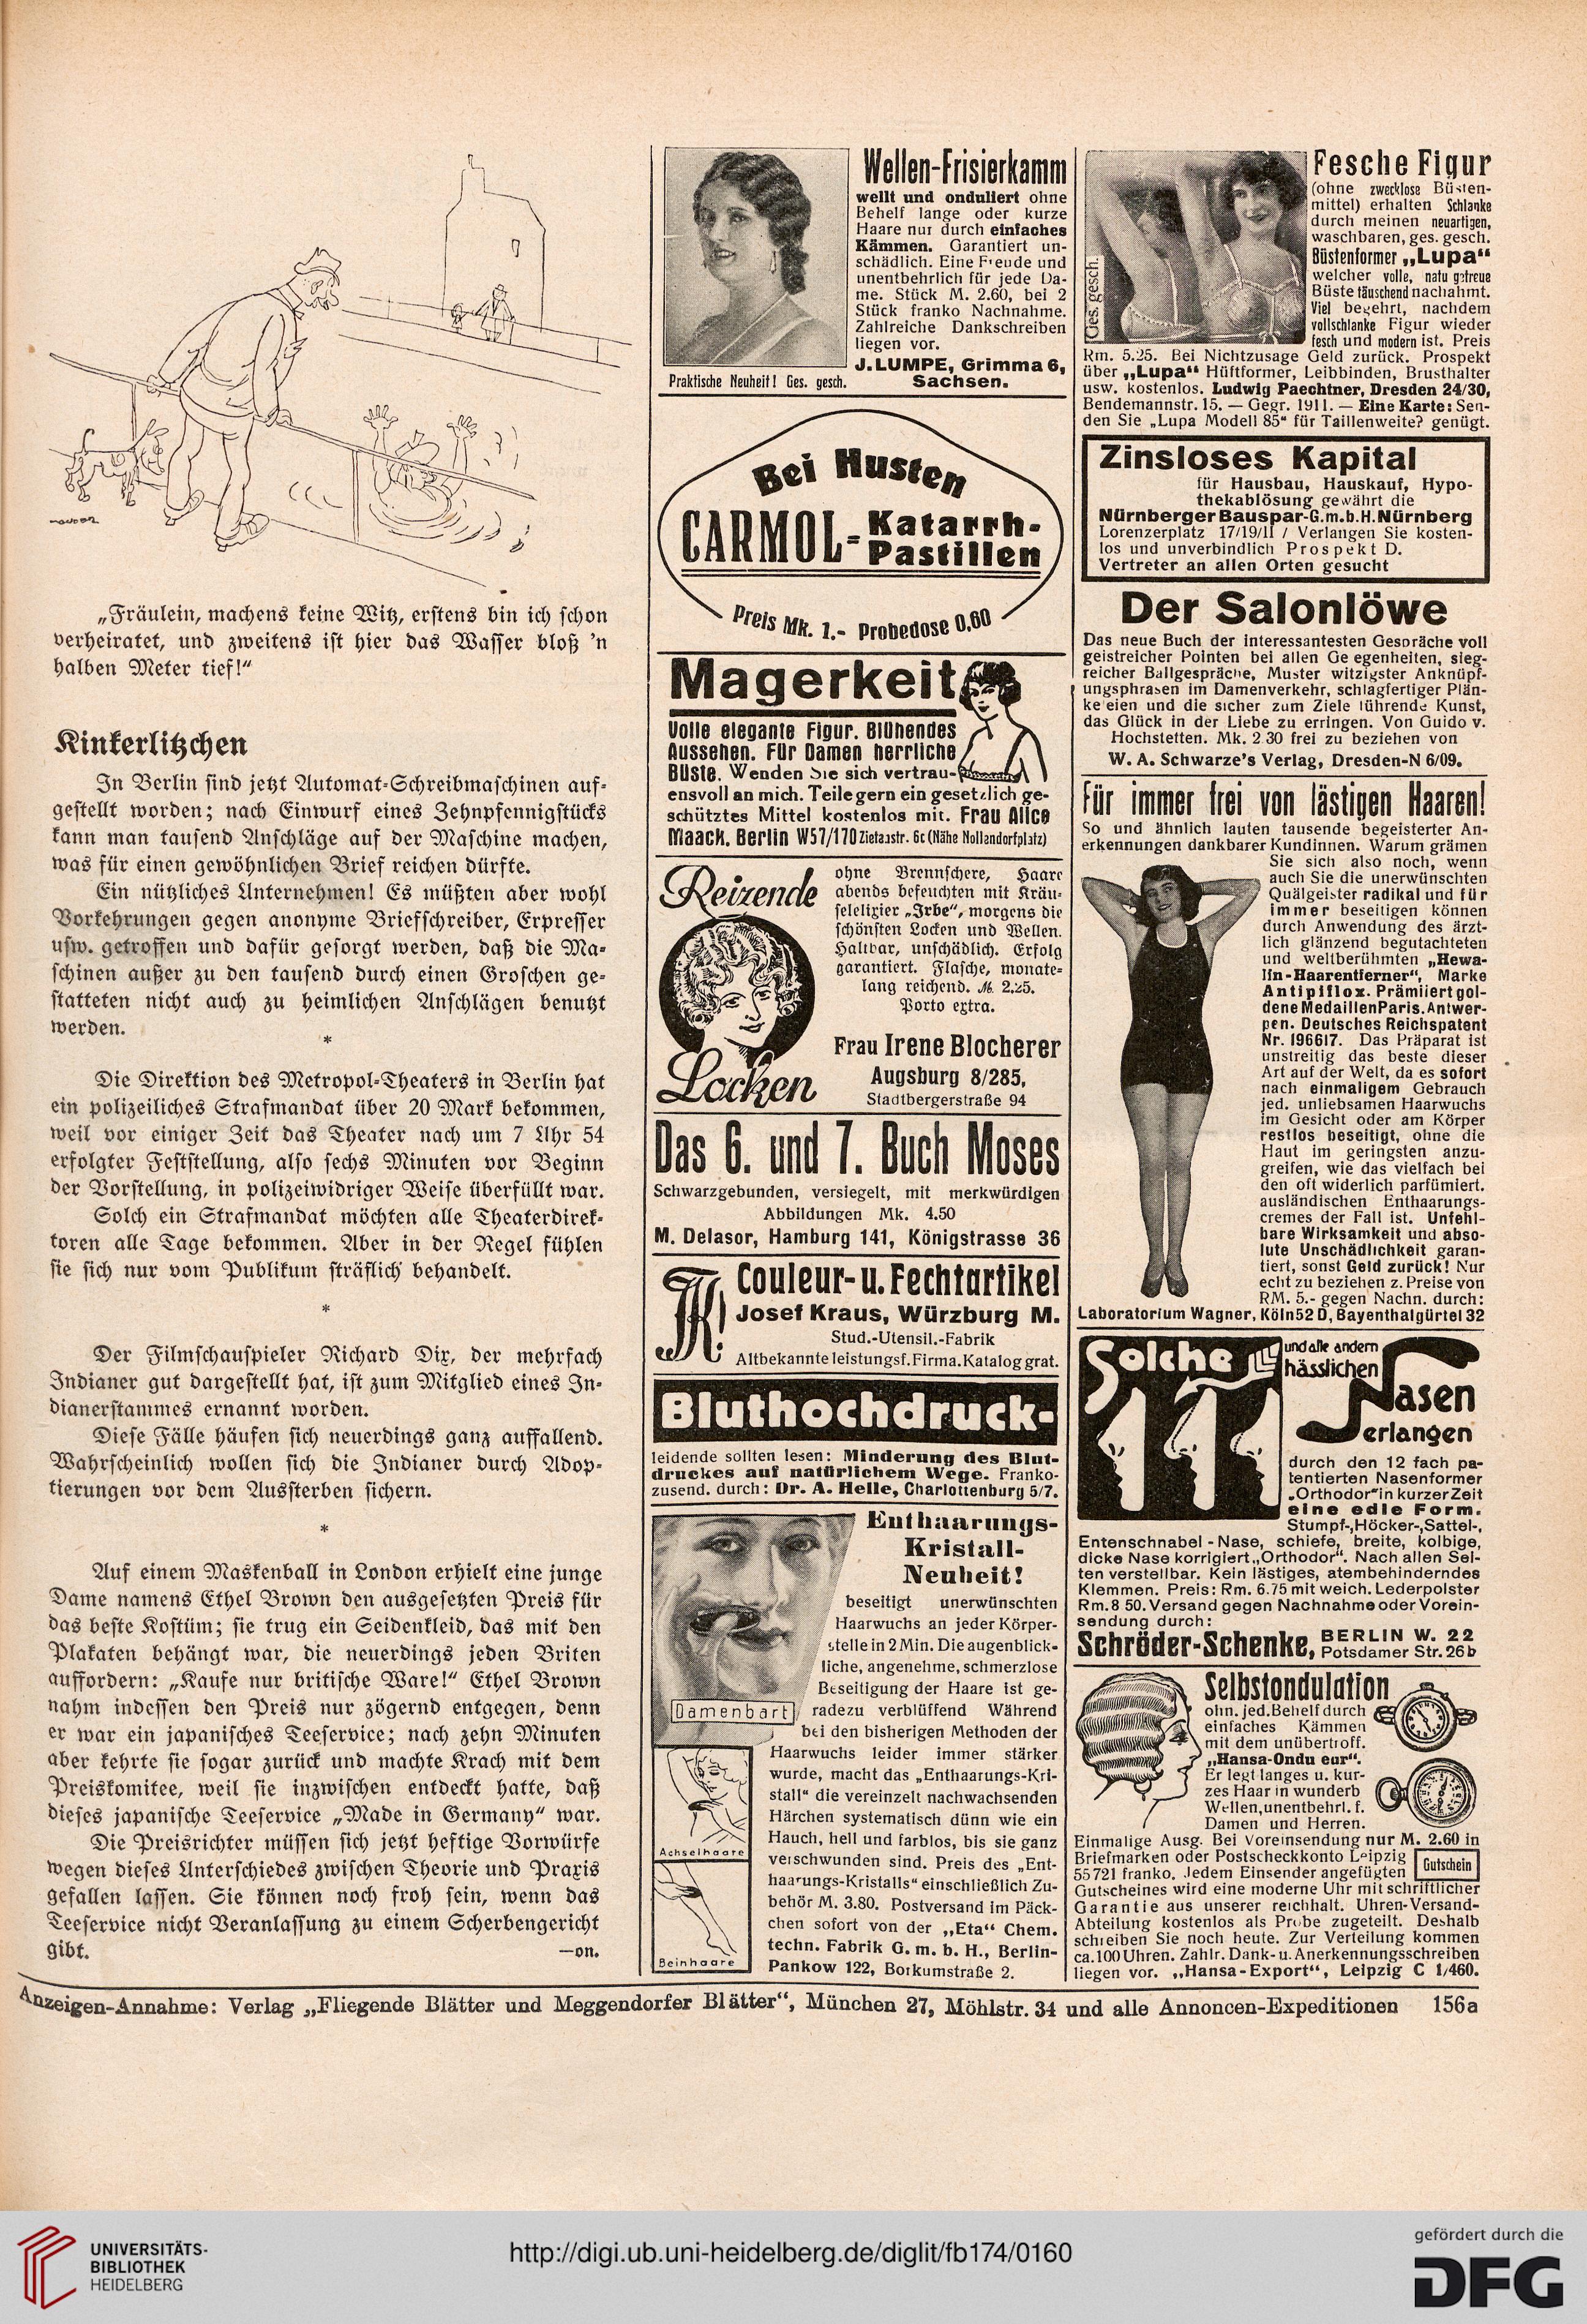 „Fräulein, machens keine Witz, erstens bin ich schon
verheiratet, und zweitens ist hier das Wasser bloß 'n
halben Meter tief!“
Kinkerlitzchen
In Berlin sind jetzt Automat-Schreibmaschinen auf-
gestellt worden; nach Einwurf eines Zehnpfennigstücks
kann man tausend Anschläge auf der Maschine machen,
was für einen gewöhnlichen Brief reichen dürfte.
Ein nützliches Unternehmen! Es müßten aber wohl
Vorkehrungen gegen anonyme Briefschreiber, Erpresser
usw. getroffen und dafür gesorgt werden, daß die Ma-
schinen außer zu den tausend durch einen Groschen ge-
statteten nicht auch zu heimlichen Anschlägen benutzt
werden.
*
Die Direktion des Metropol-Theaters in Berlin hat
ein polizeiliches Strafmandat über 20 Mark bekommen,
weil vor einiger Zeit das Theater nach um 7 Uhr 54
erfolgter Feststellung, also sechs Minuten vor Beginn
der Vorstellung, in polizeiwidriger Weise überfüllt war.
Solch ein Strafmandat möchten alle Theaterdirek-
toren alle Tage bekommen. Aber in der Regel fühlen
sie sich nur vom Publikum sträflich behandelt.
*
Der Filmschauspieler Richard Dix, der mehrfach
Indianer gut dargestellt hat, ist zum Mitglied eines In-
dianerstammes ernannt worden.
Diese Fälle häufen sich neuerdings ganz auffallend.
Wahrscheinlich wollen sich die Indianer durch Adop-
tierungen vor dem Aussterben sichern.
*
Auf einem Maskenball in London erhielt eine junge
Dame namens Ethel Brown den ausgesetzten Preis für
das beste Kostüm; sie trug ein Seidenkleid, das mit den
Plakaten behängt war, die neuerdings jeden Briten
auffordern: „Kaufe nur britische Ware!“ Ethel Brown
nahm indessen den Preis nur zögernd entgegen, denn
er war ein japanisches Teeservice; nach zehn Minuten
aber kehrte sie sogar zurück und machte Krach mit dem
Preiskomitee, weil sie inzwischen entdeckt hatte, daß
dieses japanische Teeservice „Made in Germany“ war.
Die Preisrichter müssen sich jetzt heftige Vorwürfe
wegen dieses Unterschiedes zwischen Theorie und Praxis
gefallen lassen. Sie können noch froh sein, wenn das
Teeservice nicht Veranlassung zu einem Scherbengericht
gibt. —on.
Wellen-Frisierkamm
wellt und onduliert ohne
Behelf lange oder kurze
Haare nur durch einfaches
Kämmen. Garantiert un-
schädlich. Eine Freude und
unentbehrlich für jede Da-
me. Stück M. 2.60, bei 2
Stück franko Nachnahme.
Zahlreiche Dankschreiben
liegen vor.
J. LUMPE, Grimma 6,
Sachsen.
Praktische Neuheit! Ges. gesch.
Bei Husten
CARMOL-Katarrh-
Pastillen
Preis Mk. 1.- Probedose 0.60
Magerkeit
Volle elegante Figur. Blühendes
Aussehen. Für Damen herrliche
Büste. Wenden Sie sich vertrau-
ensvoll an mich. Teile gern ein gesetzlich ge-
schütztes Mittel kostenlos mit. Frau Alice
Maack. Berlin W57/170 Zietenstr. 6c (Nähe Nollendorfplatz)
Reizende
Locken
ohne Brennschere, Haare
abends befeuchten mit Kräu-
selelixier „Irbe“, morgens die
schönsten Locken und Wellen.
Haltbar, unschädlich. Erfolg
garantiert. Flasche, monate-
lang reichend. M. 2.25.
Porto extra.
Frau Irene Blocherer
Augsburg 8/285,
Stadtbergerstraße 94
Das 6. und 7. Buch Moses
Schwarzgebunden, versiegelt, mit merkwürdigen
Abbildungen Mk. 4.50
M. Delasor, Hamburg 141, Königstrasse 36
Couleur- u. Fechtartikel
Josef Kraus, Würzburg M.
Stud.-Utensil.-Fabrik
Altbekannte leistungsf. Firma. Katalog grat.
Bluthochdruck-
leidende sollten lesen: Minderung des Blut-
druckes auf natürlichem Wege. Franko-
zusend. durch: Dr. A. Helle, Charlottenburg 5/7.
Enthaarungs-
Kristall-
Neuheit!
beseitigt unerwünschten
Haarwuchs an jeder Körper-
stelle in 2 Min. Die augenblick-
liche, angenehme, schmerzlose
Beseitigung der Haare ist ge-
radezu verblüffend Während
bei den bisherigen Methoden der
Haarwuchs leider immer stärker
wurde, macht das „Enthaarungs-Kri-
stall“ die vereinzelt nachwachsenden
Härchen systematisch dünn wie ein
Hauch, hell und farblos, bis sie ganz
verschwunden sind. Preis des „Ent-
haarungs-Kristalls“ einschließlich Zu-
behör M. 3.80. Postversand im Päck-
chen sofort von der „Eta“ Chem.
techn. Fabrik G. m. b. H., Berlin-
Pankow 122, Borkumstraße 2.
Damenbart
Achselhaare
Beinhaare
Fesche Figur
(ohne zwecklose Büsten-
mittel) erhalten Schlanke
durch meinen neuartigen,
waschbaren, ges. gesch.
Büstenformer „Lupa“
welcher volle, naturgetreue
Büste täuschend nachahmt.
Viel begehrt, nachdem
vollschlanke Figur wieder
fesch und modern ist. Preis
Rm. 5.25. Bei Nichtzusage Geld zurück. Prospekt
über „Lupa“ Hüftformer, Leibbinden, Brusthalter
usw. kostenlos. Ludwig Paechtner, Dresden 24/30,
Bendemannstr. 15. — Gegr. 1911. — Eine Karte: Sen-
den Sie „Lupa Modell 85“ für Taillenweite? genügt.
Ges. gesch.
Zinsloses Kapital
für Hausbau, Hauskauf, Hypo-
thekablösung gewährt die
Nürnberger Bauspar-G.m.b.H. Nürnberg
Lorenzerplatz 17/19/II / Verlangen Sie kosten-
los und unverbindlich Prospekt D.
Vertreter an allen Orten gesucht
Der Salonlöwe
Das neue Buch der interessantesten Gespräche voll
geistreicher Pointen bei allen Gelegenheiten, sieg-
reicher Ballgespräche, Muster witzigster Anknüpf-
ungsphrasen im Damenverkehr, schlagfertiger Plän-
keleien und die sicher zum Ziele führende Kunst,
das Glück in der Liebe zu erringen. Von Guido v.
Hochstetten. Mk. 2.30 frei zu beziehen von
W. A. Schwarze's Verlag, Dresden-N 6/09.
Für immer frei von lästigen Haaren!
So und ähnlich lauten tausende begeisterter An-
erkennungen dankbarer Kundinnen. Warum grämen
Sie sich also noch, wenn
auch Sie die unerwünschten
Quälgeister radikal und für
immer beseitigen können
durch Anwendung des ärzt-
lich glänzend begutachteten
und weltberühmten „Hewa-
lin-Haarentferner“, Marke
Antipillox. Prämiiert gol-
dene Medaillen Paris. Antwer-
pen. Deutsches Reichspatent
Nr. 196617. Das Präparat ist
unstreitig das beste dieser
Art auf der Welt, da es sofort
nach einmaligem Gebrauch
jed. unliebsamen Haarwuchs
im Gesicht oder am Körper
restlos beseitigt, ohne die
Haut im geringsten anzu-
greifen, wie das vielfach bei
den oft widerlich parfümiert.
ausländischen Enthaarungs-
cremes der Fall ist. Unfehl-
bare Wirksamkeit und abso-
lute Unschädlichkeit garan-
tiert, sonst Geld zurück! Nur
echt zu beziehen z. Preise von
RM. 5.- gegen Nachn. durch:
Laboratorium Wagner, Köln 52 D, Bayenthalgürtel 32
Solche
und alle andern
hässlichen
Nasen
erlangen
durch den 12 fach pa-
tentierten Nasenformer
„Orthodor“ in kurzer Zeit
eine edle Form.
Stumpf-, Höcker-, Sattel-,
Entenschnabel-Nase, schiefe, breite, kolbige,
dicke Nase korrigiert „Orthodor“. Nach allen Sei-
ten verstellbar. Kein lästiges, atembehinderndes
Klemmen. Preis: Rm. 6.75 mit weich. Lederpolster
Rm. 8 50. Versand gegen Nachnahme oder Vorein-
sendung durch:
Schröder-Schenke, BERLIN W. 22
Potsdamer Str. 26b
Selbstondulation
ohn. jed. Behelf durch
einfaches Kämmen
mit dem unübertroff.
„Hansa-Ondu eur“.
Er legt langes u. kur-
zes Haar in wunderb
Wellen, unentbehrl. f.
Damen und Herren.
Einmalige Ausg. Bei Voreinsendung nur M. 2.60 in
Briefmarken oder Postscheckkonto Leipzig
55721 franko. Jedem Einsender angefügten Gutschein
Gutscheines wird eine moderne Uhr mit schriftlicher
Garantie aus unserer reichhalt. Uhren-Versand-
Abteilung kostenlos als Probe zugeteilt. Deshalb
schreiben Sie noch heute. Zur Verteilung kommen
ca. 100 Uhren. Zahlr. Dank- u. Anerkennungsschreiben
liegen vor. „Hansa-Export“, Leipzig C 1/460.
Anzeigen-Annahme: Verlag „Fliegende Blätter und Meggendorfer Blätter“, München 27, Möhlstr. 34 und alle Annoncen-Expeditionen 156a
UNIVERSITÄTS-
BIBLIOTHEK
HEIDELBERG
http://digi.ub.uni-heidelberg.de/diglit/fb174/0160
gefördert durch die
DFG